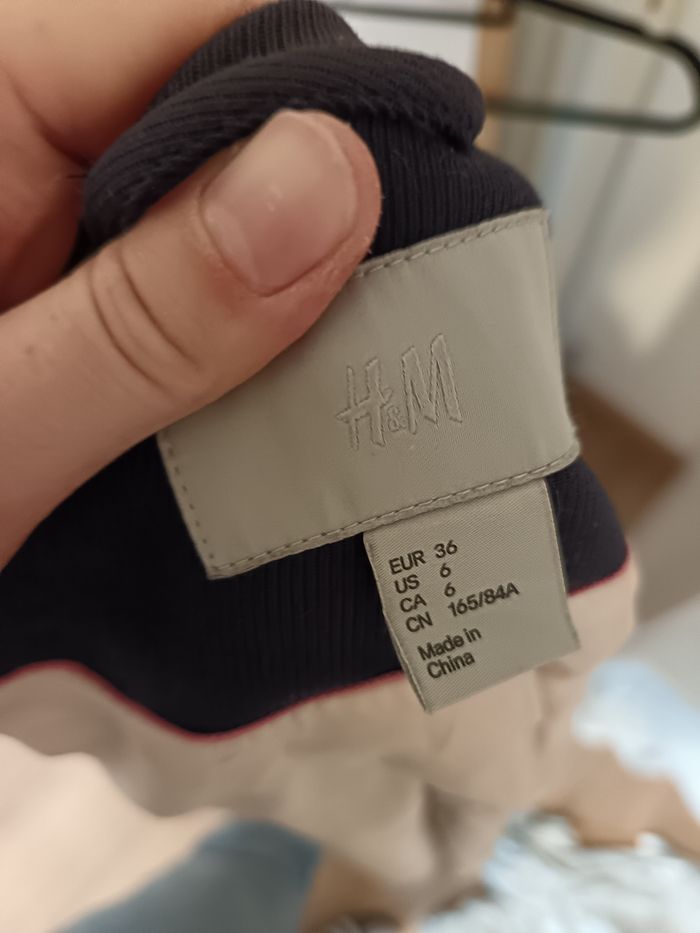 H&M
EUR 36
US 6
CA 6
CN 165/84A
Made in
China